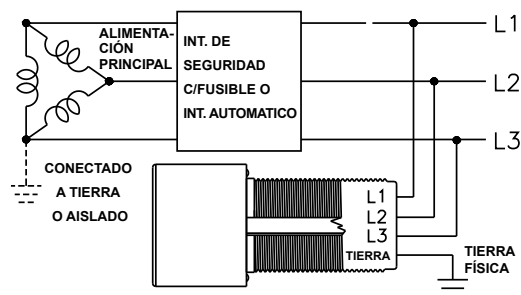 ALIMENTA-
CIÓN
PRINCIPAL
INT. DE
SEGURIDAD
C/FUSIBLE O
INT. AUTOMATICO
L1
L2
L3
CONECTADO
A TIERRA
O AISLADO
L1
L2
L3
TIERRA
TIERRA
FÍSICA